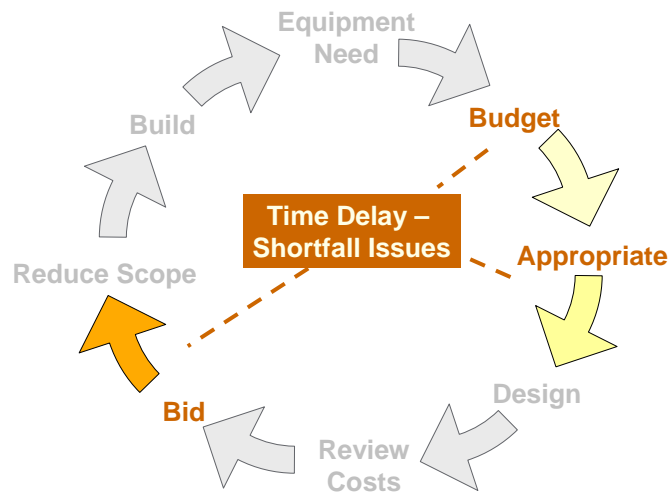 Equipment
Need
Budget
Build
Time Delay –
Shortfall Issues
Appropriate
Reduce Scope
Design
Bid
Review
Costs